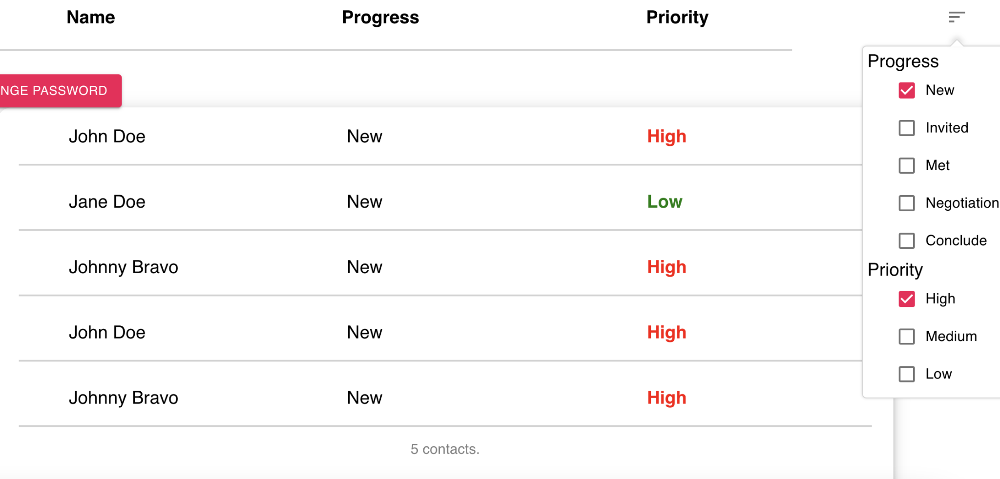 Name Progress Priority
NGE PASSWORD
John Doe New High
Jane Doe New Low
Johnny Bravo New High
John Doe New High
Johnny Bravo New High
5 contacts.
Progress
New
Invited
Met
Negotiation
Conclude
Priority
High
Medium
Low